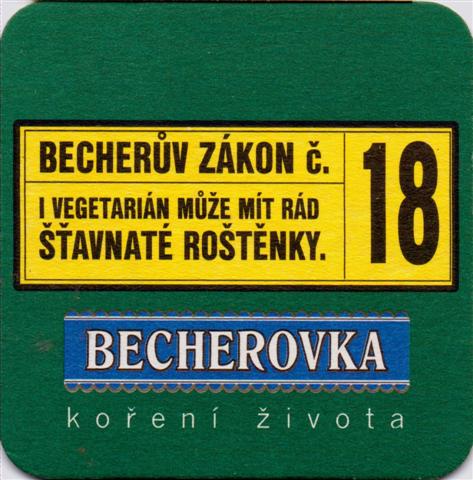 BECHERŮV ZÁKON Č.
18
I VEGETARIÁN MŮŽE MÍT RÁD
ŠŤAVNATÉ ROŠTĚNKY.
BECHEROVKA
koření života